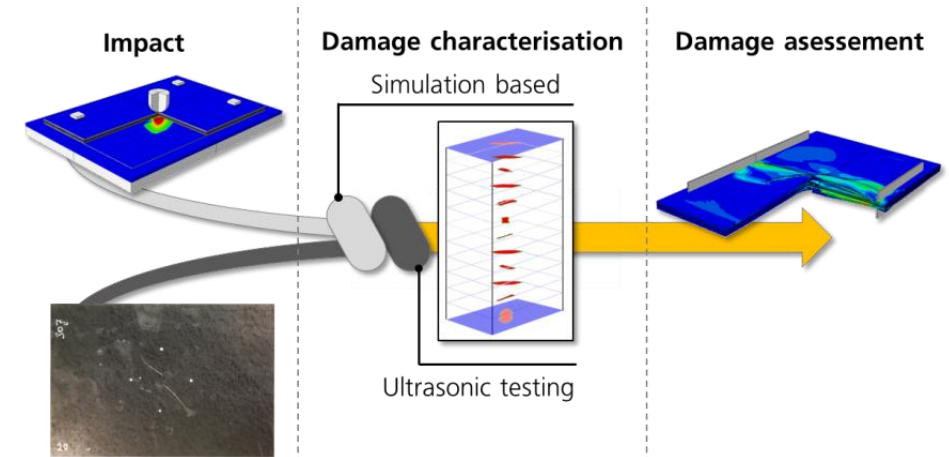 Impact
Damage characterisation
Damage asessement
Simulation based
Ultrasonic testing